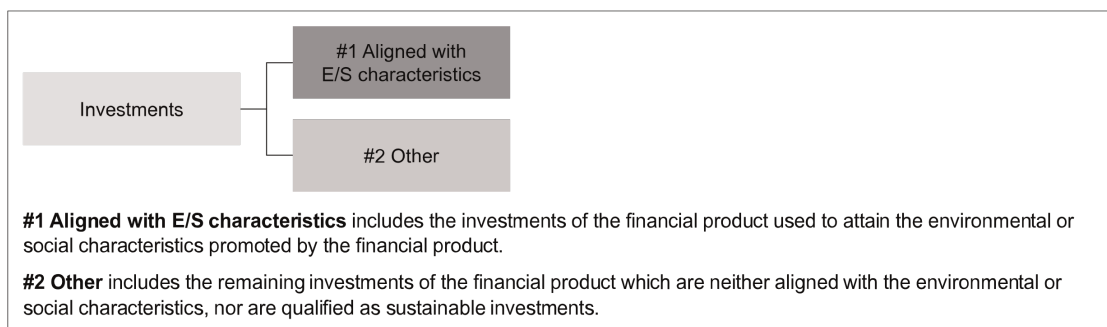 #1 Aligned with
E/S characteristics
Investments
#2 Other
#1 Aligned with E/S characteristics includes the investments of the financial product used to attain the environmental or
social characteristics promoted by the financial product.
#2 Other includes the remaining investments of the financial product which are neither aligned with the environmental or
social characteristics, nor are qualified as sustainable investments.